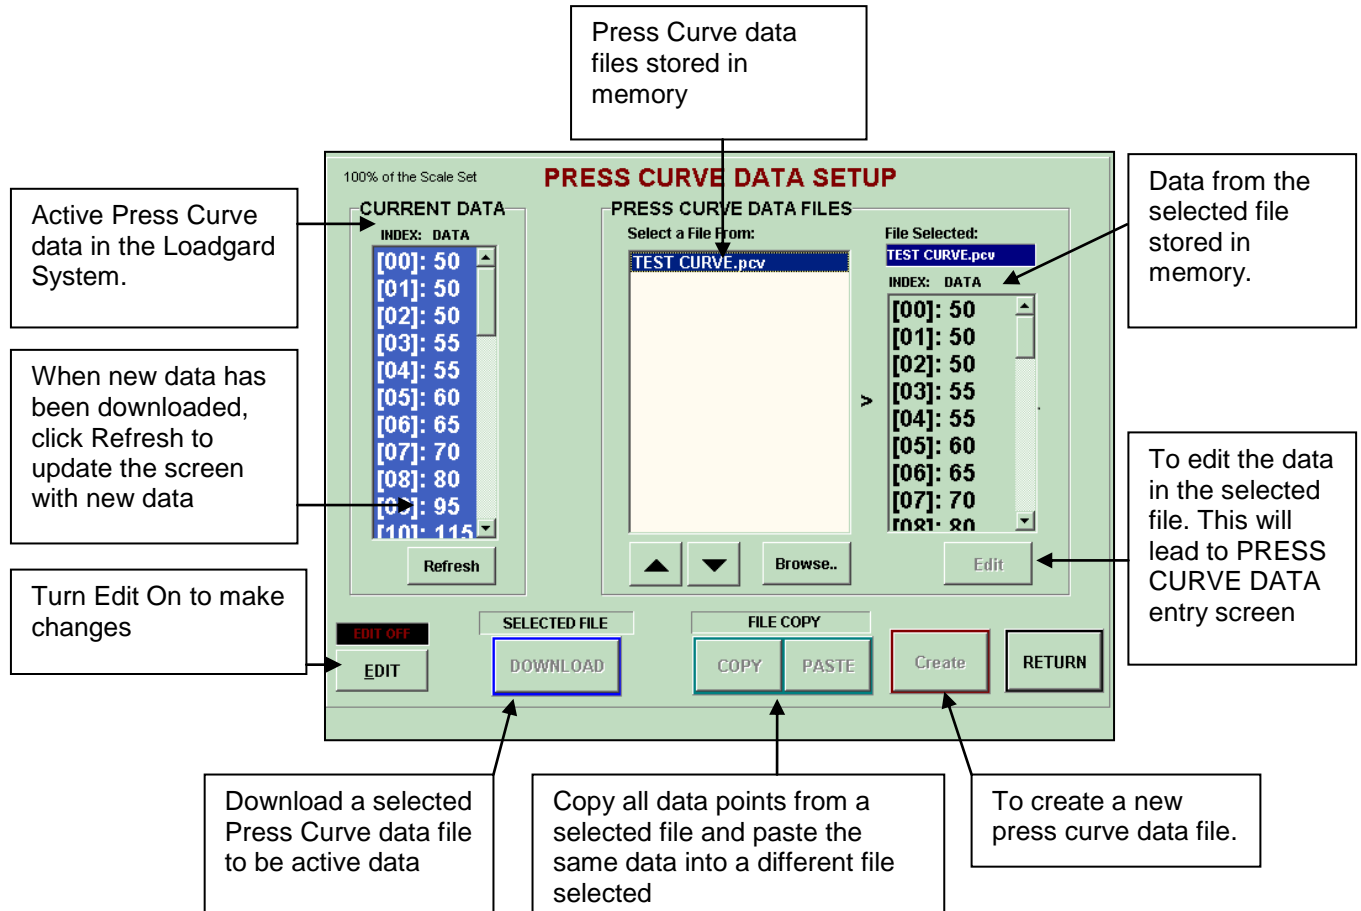 Press Curve data
files stored in
memory
100% of the Scale Set
PRESS CURVE DATA SETUP
Active Press Curve
data in the Loadgard
System.
When new data has
been downloaded,
click Refresh to
update the screen
with new data
Turn Edit On to make
changes
CURRENT DATA
INDEX: DATA
[00]: 50
[01]: 50
[02]: 50
[03]: 55
[04]: 55
[05]: 60
[06]: 65
[07]: 70
[08]: 80
[09]: 95
[10]: 115
Refresh
PRESS CURVE DATA FILES
Select a File From:
TEST CURVE.pcv
Browse..
File Selected:
TEST CURVE.pcv
INDEX: DATA
[00]: 50
[01]: 50
[02]: 50
[03]: 55
[04]: 55
[05]: 60
[06]: 65
[07]: 70
[08]: 80
>
Edit
Data from the
selected file
stored in
memory.
To edit the data
in the selected
file. This will
lead to PRESS
CURVE DATA
entry screen
EDIT OFF
EDIT
SELECTED FILE
DOWNLOAD
FILE COPY
COPY
PASTE
Create
RETURN
Download a selected
Press Curve data file
to be active data
Copy all data points from a
selected file and paste the
same data into a different file
selected
To create a new
press curve data file.